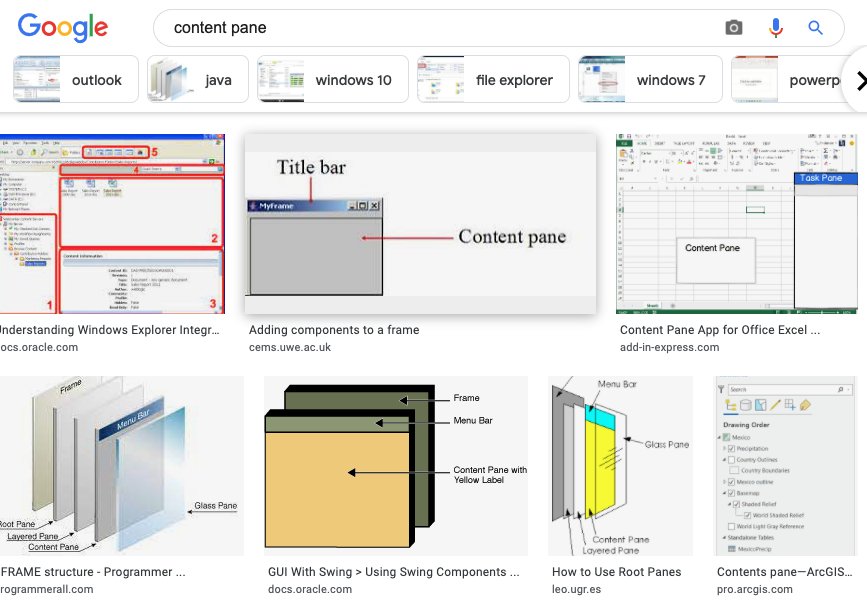 Google
content pane
outlook
java
windows 10
file explorer
windows 7
powerp
5
4
2
1
3
Content Information
Title bar
MyFrame
Content pane
Task Pane
Content Pane
Understanding Windows Explorer Integr...
ocs.oracle.com
Adding components to a frame
cems.uwe.ac.uk
Content Pane App for Office Excel ...
add-in-express.com
Frame
Menu Bar
Glass Pane
Root Pane
Layered Pane
Content Pane
Frame
Menu Bar
Content Pane with
Yellow Label
Menu Bar
Glass Pane
Content Pane
Layered Pane
Search
Drawing Order
Mexico
Precipitation
Country Outlines
Country Boundaries
Mexico outline
Basemap
Shaded Relief
World Shaded Relief
World Light Gray Reference
Standalone Tables
MexicoPrecip
FRAME structure - Programmer ...
rogrammerall.com
GUI With Swing > Using Swing Components ...
docs.oracle.com
How to Use Root Panes
leo.ugr.es
Contents pane—ArcGIS...
pro.arcgis.com